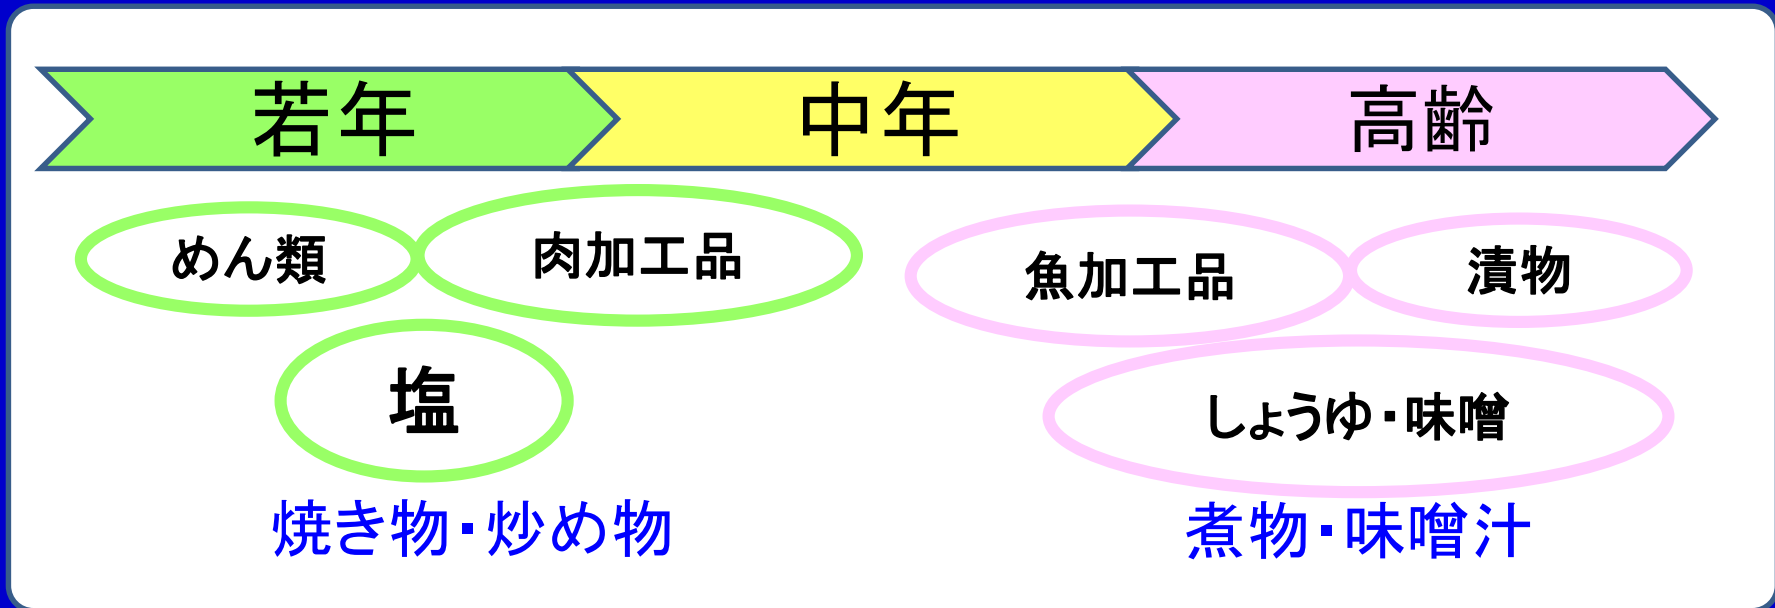 若年 中年 高齢
めん類 肉加工品 魚加工品 漬物
塩 しょうゆ・味噌
焼き物・炒め物 煮物・味噌汁